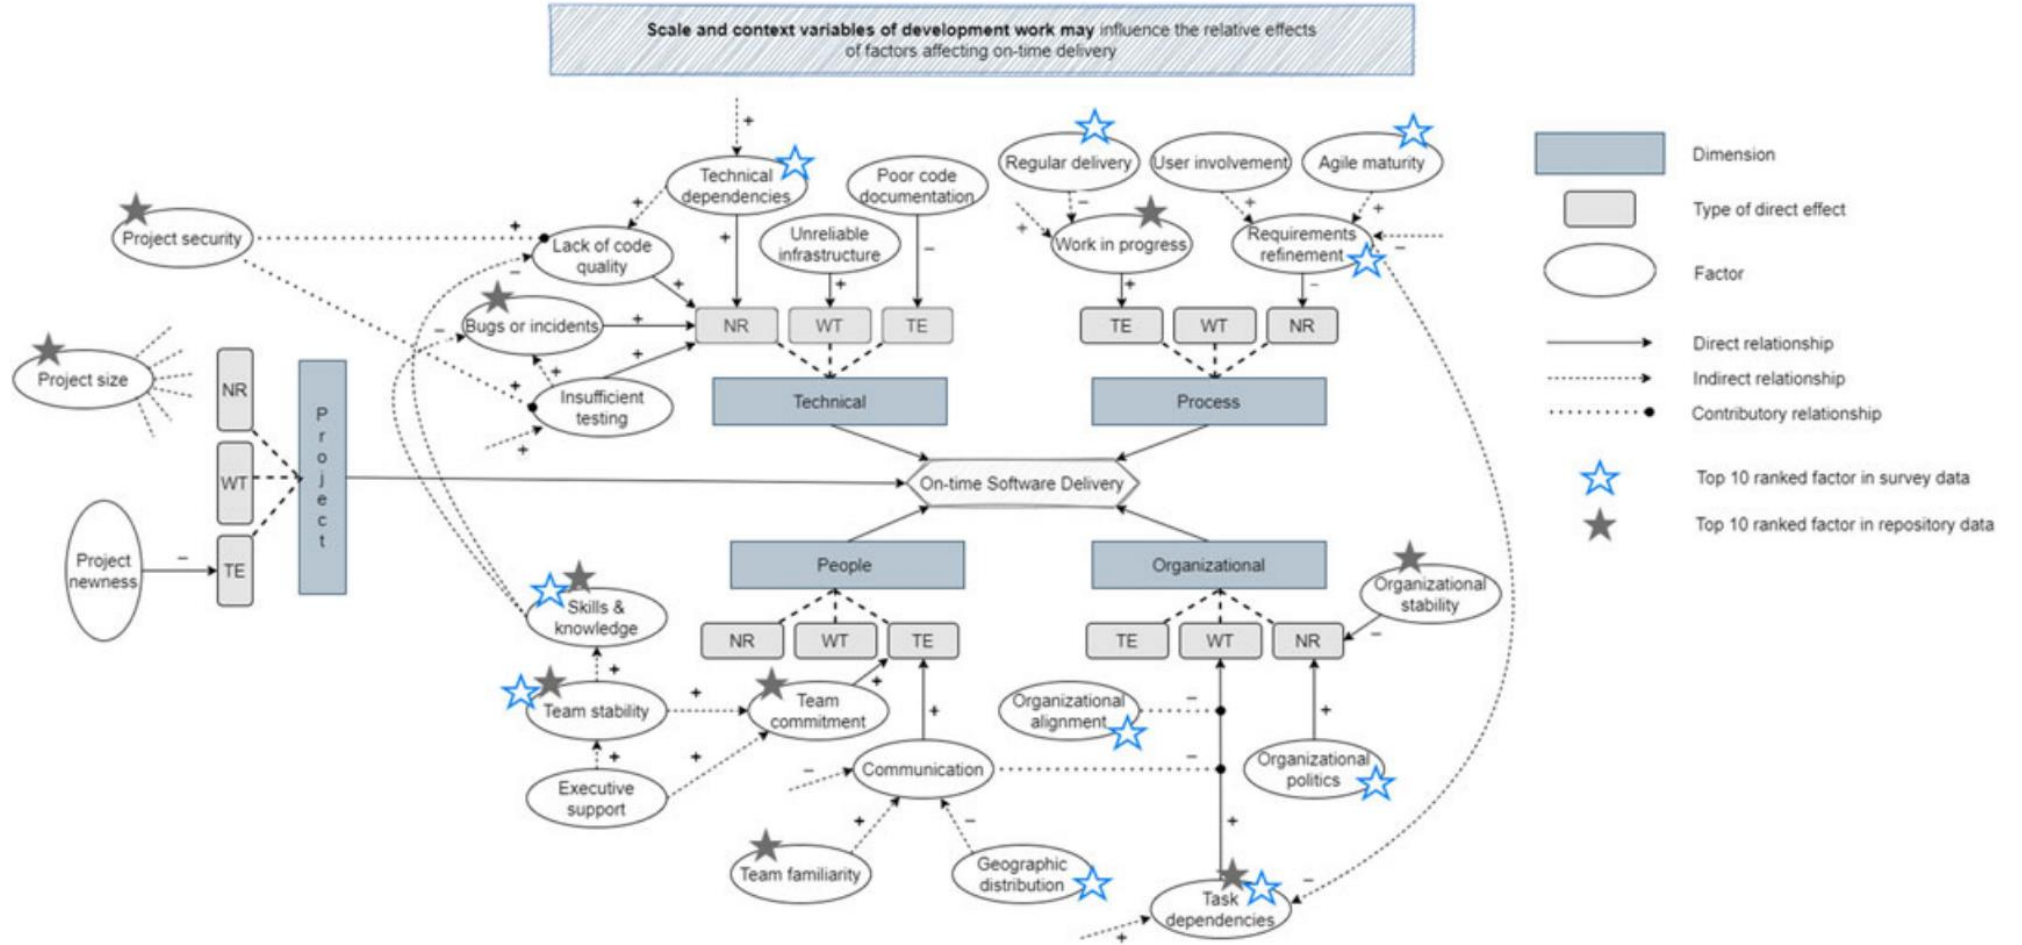 Scale and context variables of development work may influence the relative effects
of factors affecting on-time delivery
+
Technical
dependencies
Poor code
documentation
Regular delivery
User involvement
Agile maturity
Dimension
Type of direct effect
Factor
Direct relationship
Indirect relationship
Contributory relationship
Top 10 ranked factor in survey data
Top 10 ranked factor in repository data
Project security
+
+
Lack of code
quality
–
+
+
Unreliable
infrastructure
+
–
–
+
Work in progress
+
+
+
Requirements
refinement
–
–
Bugs or incidents
–
+
NR
WT
TE
TE
WT
NR
Project size
+
+
+
Insufficient
testing
+
Technical
Process
NR
WT
TE
P
r
o
j
e
c
t
On-time Software Delivery
Project
newness
–
People
Organizational
Organizational
stability
–
Skills &
knowledge
NR
WT
TE
TE
WT
NR
+
Team stability
+
Team
commitment
+
+
Organizational
alignment
–
+
+
Executive
support
+
–
Communication
–
Organizational
politics
+
–
+
Team familiarity
Geographic
distribution
Task
dependencies
–
+